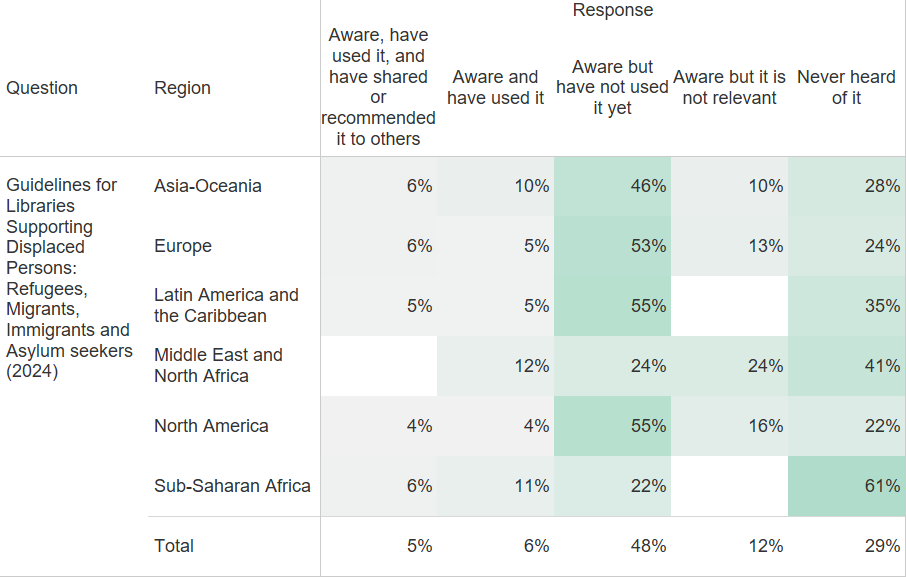 Response
Question
Region
Aware, have
used it, and
have shared
or
recommended
it to others
Aware and
have used it
Aware but
have not used
it yet
Aware but it is
not relevant
Never heard
of it
Guidelines for
Libraries
Supporting
Displaced
Persons:
Refugees,
Migrants,
Immigrants and
Asylum seekers
(2024)
Asia-Oceania 6% 10% 46% 10% 28%
Europe 6% 5% 53% 13% 24%
Latin America and
the Caribbean
5% 5% 55% 35%
Middle East and
North Africa
12% 24% 24% 41%
North America 4% 4% 55% 16% 22%
Sub-Saharan Africa 6% 11% 22% 61%
Total 5% 6% 48% 12% 29%